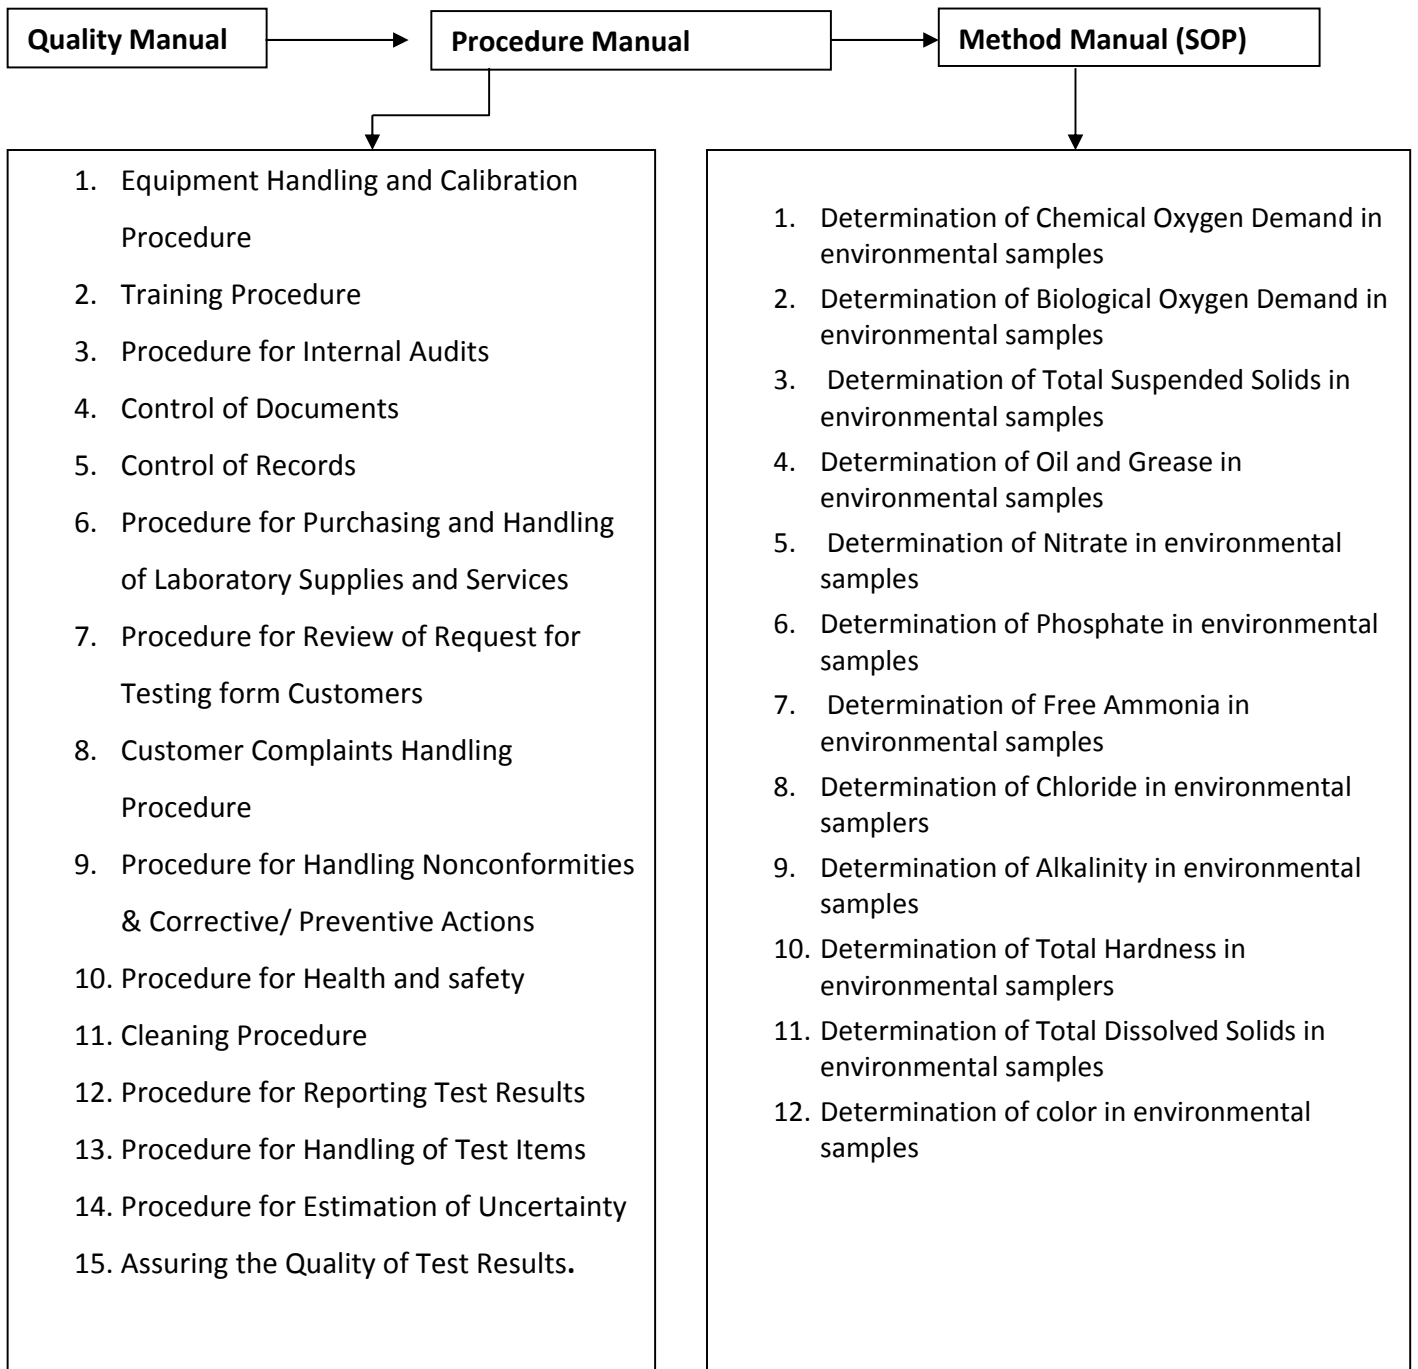 Quality Manual
Procedure Manual
Method Manual (SOP)
1. Equipment Handling and Calibration
Procedure
2. Training Procedure
3. Procedure for Internal Audits
4. Control of Documents
5. Control of Records
6. Procedure for Purchasing and Handling
of Laboratory Supplies and Services
7. Procedure for Review of Request for
Testing form Customers
8. Customer Complaints Handling
Procedure
9. Procedure for Handling Nonconformities
& Corrective/ Preventive Actions
10. Procedure for Health and safety
11. Cleaning Procedure
12. Procedure for Reporting Test Results
13. Procedure for Handling of Test Items
14. Procedure for Estimation of Uncertainty
15. Assuring the Quality of Test Results.
1. Determination of Chemical Oxygen Demand in
environmental samples
2. Determination of Biological Oxygen Demand in
environmental samples
3. Determination of Total Suspended Solids in
environmental samples
4. Determination of Oil and Grease in
environmental samples
5. Determination of Nitrate in environmental
samples
6. Determination of Phosphate in environmental
samples
7. Determination of Free Ammonia in
environmental samples
8. Determination of Chloride in environmental
samplers
9. Determination of Alkalinity in environmental
samples
10. Determination of Total Hardness in
environmental samplers
11. Determination of Total Dissolved Solids in
environmental samples
12. Determination of color in environmental
samples